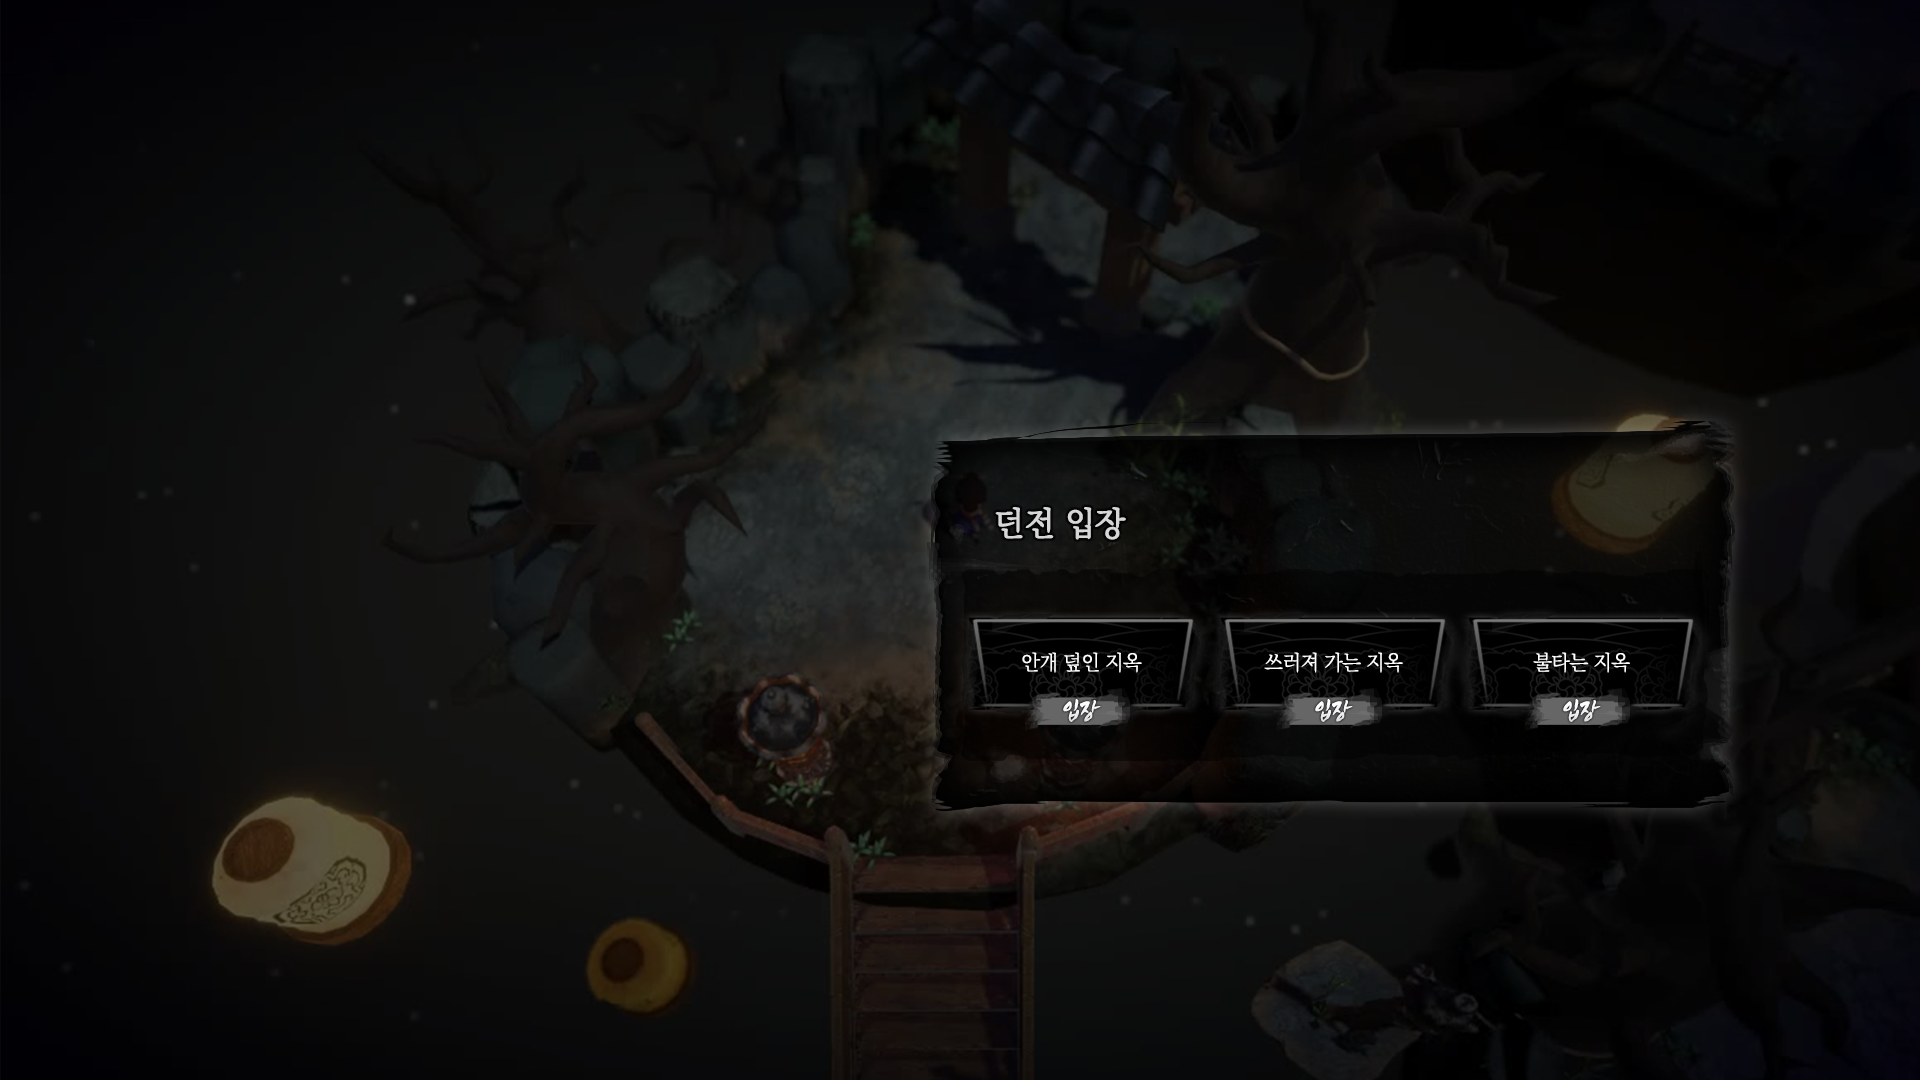 던전 입장
안개 덮인 지옥
쓰러져 가는 지옥
불타는 지옥
입장
입장
입장